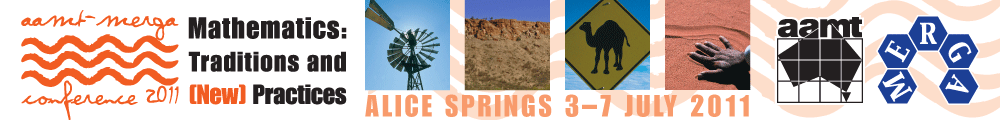 aamt-merga
conference 2011
Mathematics:
Traditions and
(New) Practices
ALICE SPRINGS 3–7 JULY 2011
aamt
MERGA